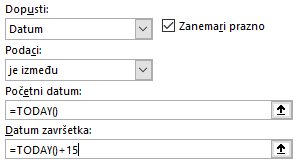 Dopusti:
Datum
Zanemari prazno
Podaci:
je između
Početni datum:
=TODAY()
Datum završetka:
=TODAY()+15